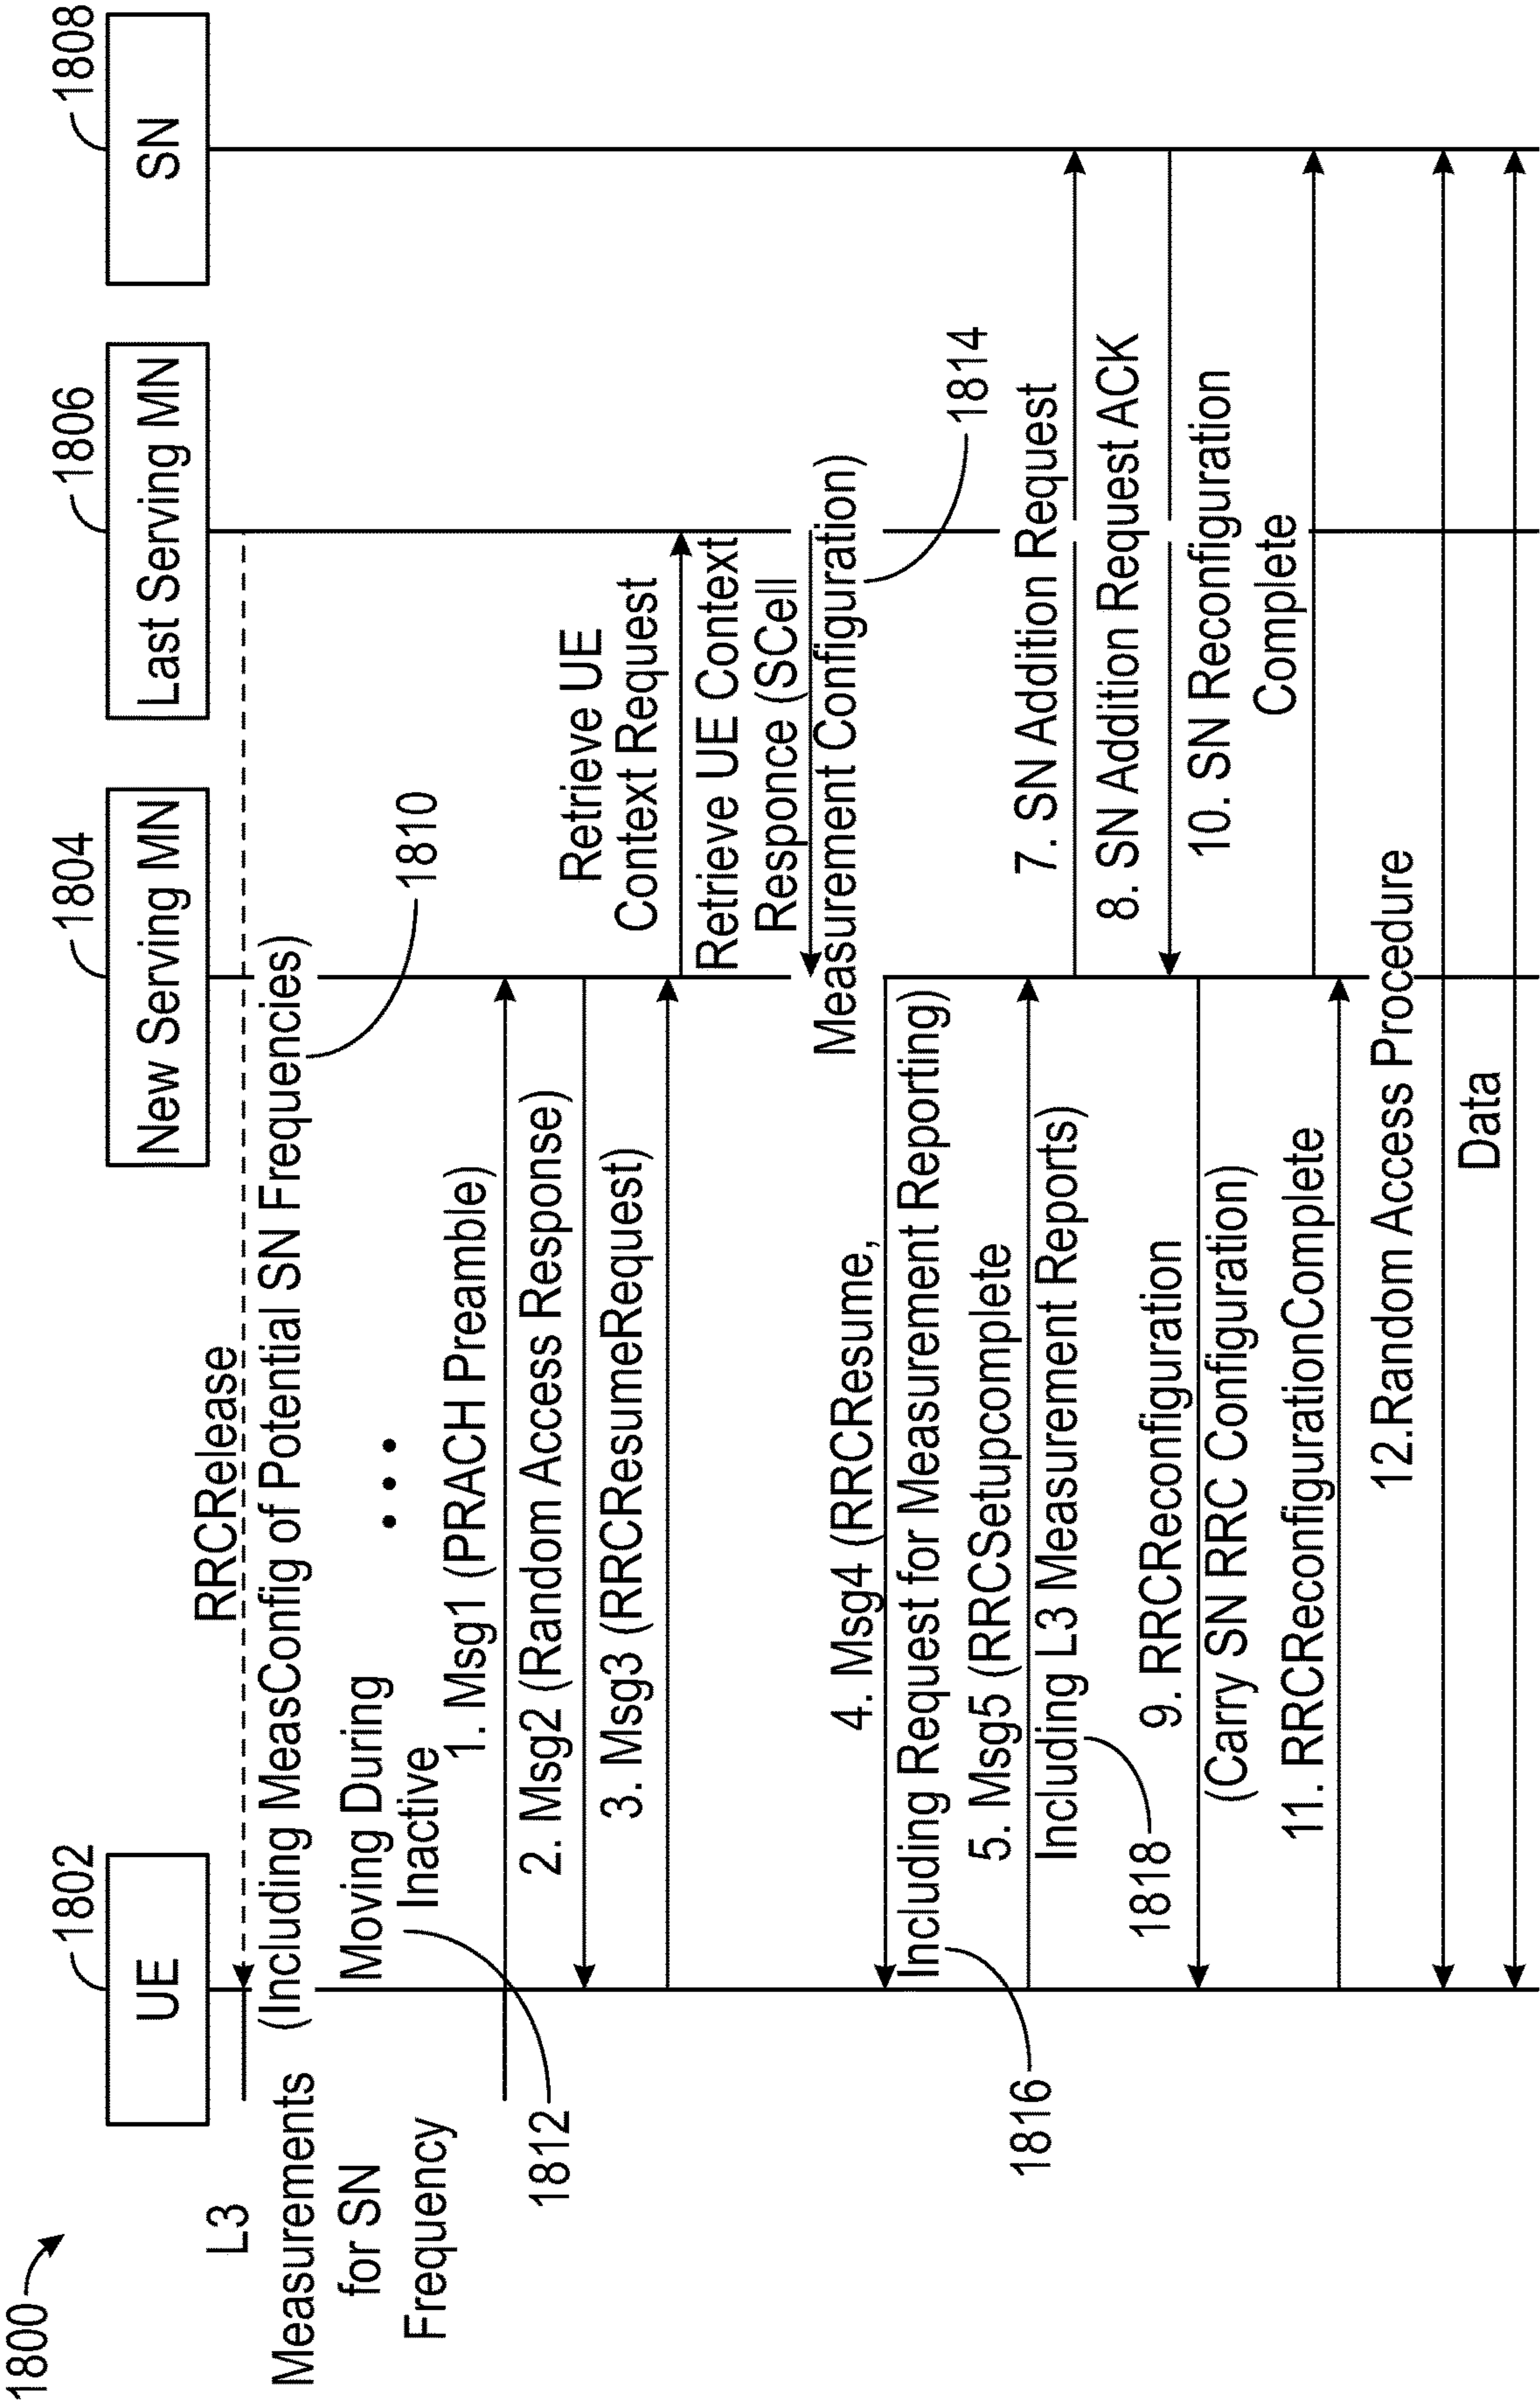 1800
1802
1804
1806
1808
UE
New Serving MN
Last Serving MN
SN
RRCRelease
L3
Measurements
for SN
Frequency
(Including MeasConfig of Potential SN Frequencies)
1810
Moving During
Inactive
1812
1. Msg1 (PRACH Preamble)
2. Msg2 (Random Access Response)
3. Msg3 (RRCResumeRequest)
Retrieve UE
Context Request
Retrieve UE Context
Responce (SCell
Measurement Configuration)
1814
4. Msg4 (RRCResume,
Including Request for Measurement Reporting)
1816
5. Msg5 (RRCSetupcomplete
Including L3 Measurement Reports)
1818
7. SN Addition Request
8. SN Addition Request ACK
9. RRCReconfiguration
(Carry SN RRC Configuration)
10. SN Reconfiguration
Complete
11. RRCReconfigurationComplete
12.Random Access Procedure
Data